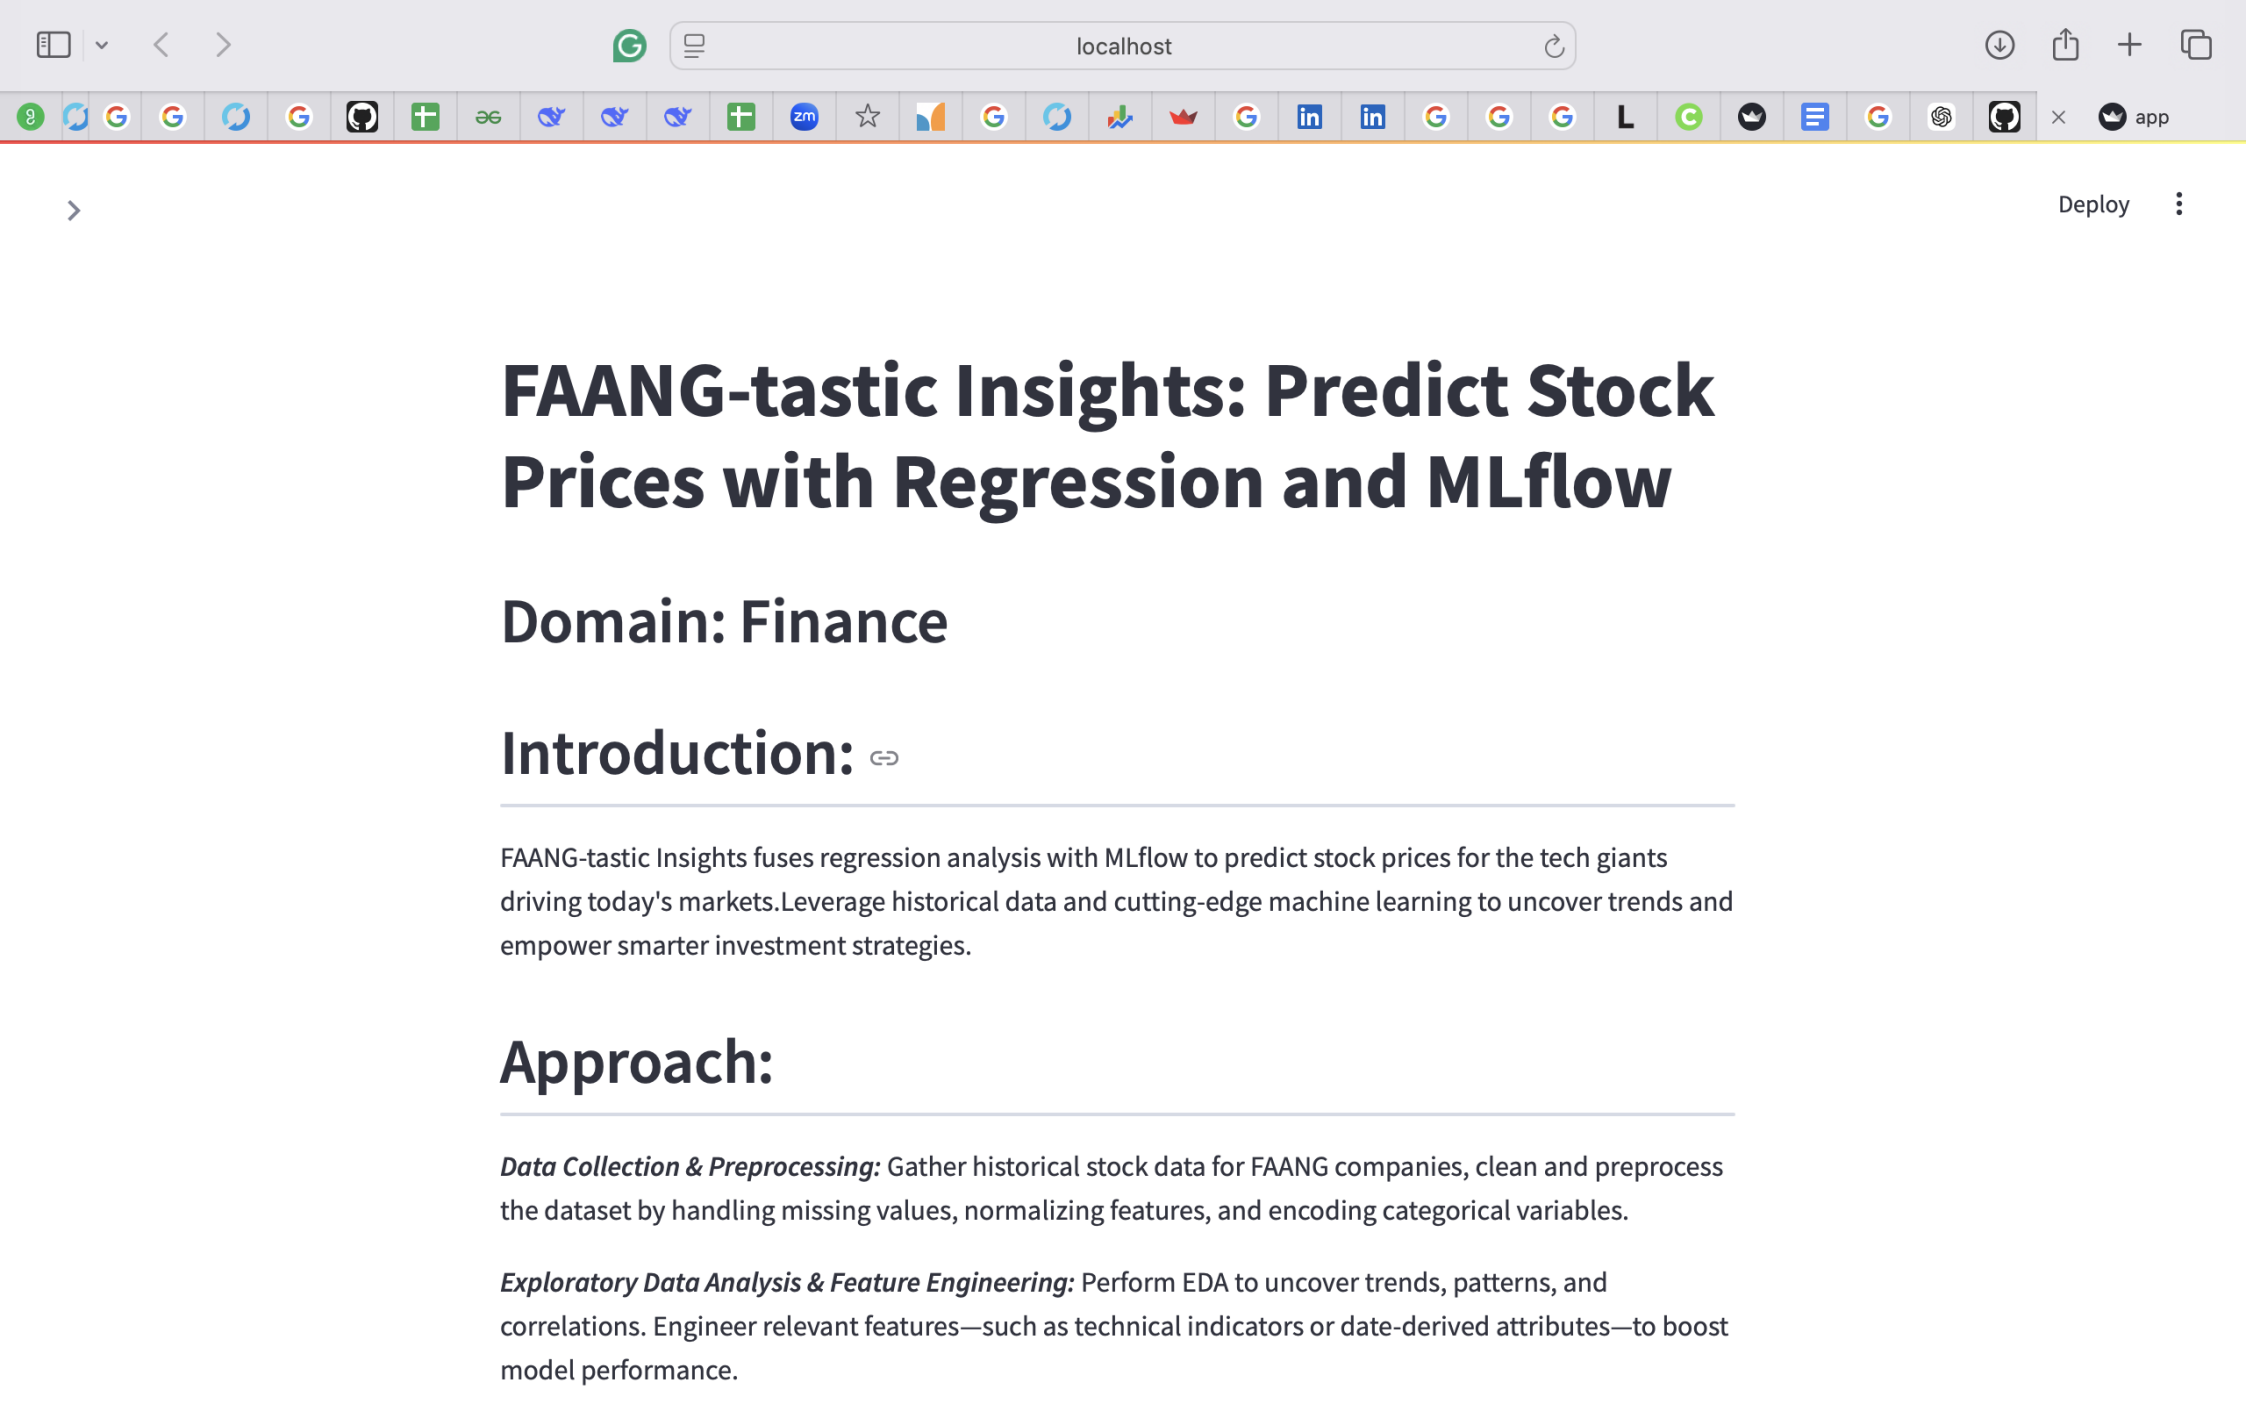 localhost
zm
in
in
L
C
app
Deploy
FAANG-tastic Insights: Predict Stock
Prices with Regression and MLflow
Domain: Finance
Introduction:
FAANG-tastic Insights fuses regression analysis with MLflow to predict stock prices for the tech giants
driving today's markets.Leverage historical data and cutting-edge machine learning to uncover trends and
empower smarter investment strategies.
Approach:
Data Collection & Preprocessing: Gather historical stock data for FAANG companies, clean and preprocess
the dataset by handling missing values, normalizing features, and encoding categorical variables.
Exploratory Data Analysis & Feature Engineering: Perform EDA to uncover trends, patterns, and
correlations. Engineer relevant features—such as technical indicators or date-derived attributes—to boost
model performance.